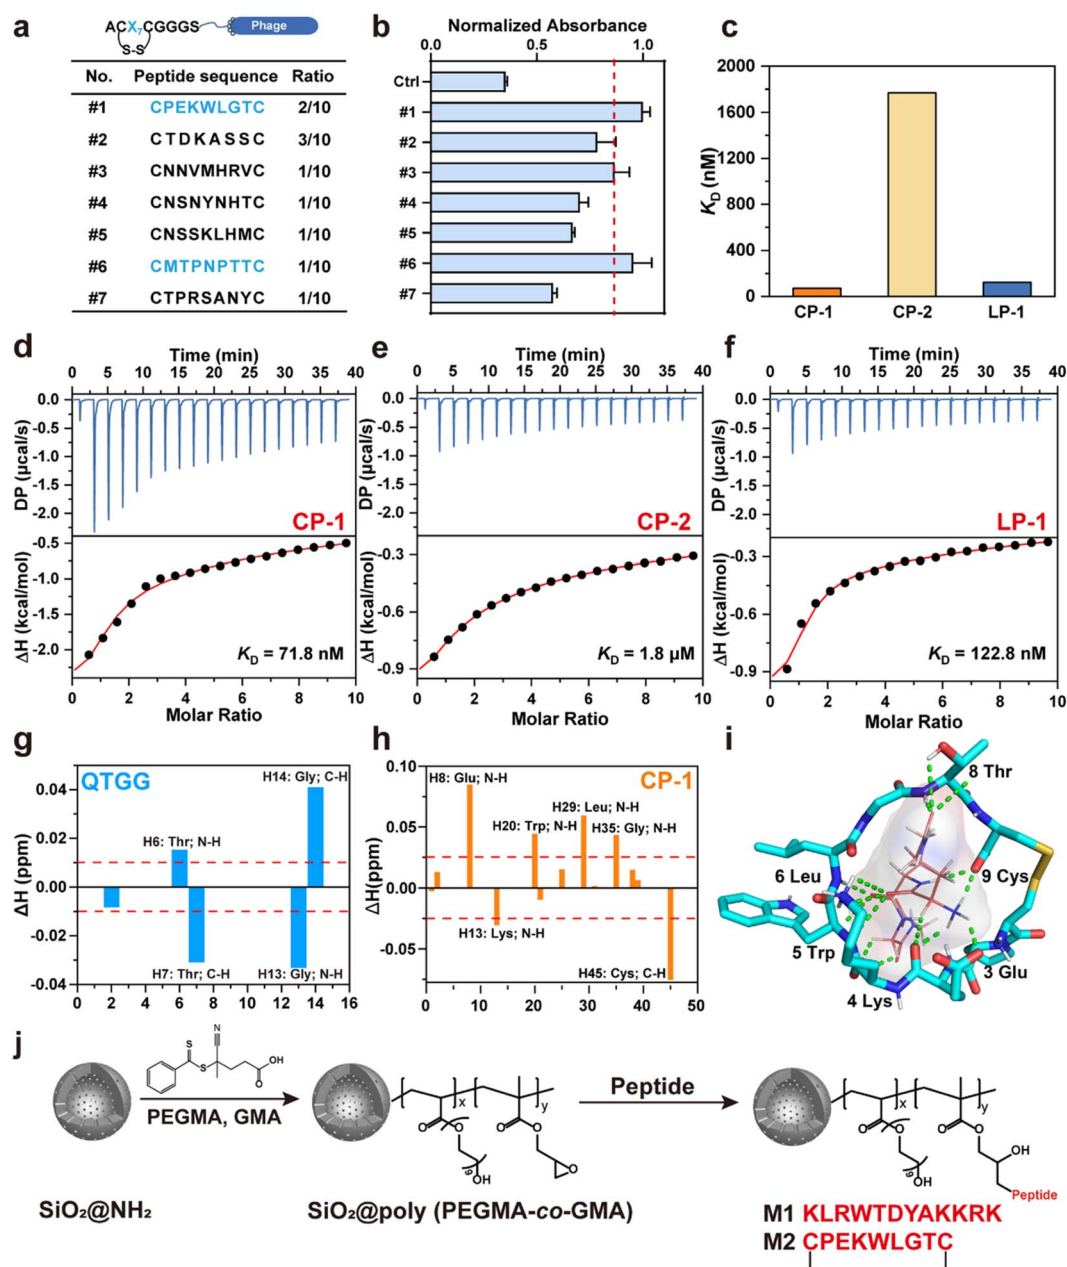 a
ACX₇CGGGS
S-S
Phage
No. Peptide sequence Ratio
#1 CPEKWLGTC 2/10
#2 CTDKASSC 3/10
#3 CNNVMHRVC 1/10
#4 CNSNYNHTC 1/10
#5 CNSSKLHMC 1/10
#6 CMTPNPTTC 1/10
#7 CTPRSANYC 1/10
b
Normalized Absorbance
0.0 0.5 1.0
Ctrl
#1
#2
#3
#4
#5
#6
#7
c
2000
1600
1200
800
400
0
K_D (nM)
CP-1 CP-2 LP-1
d
Time (min)
0 5 10 15 20 25 30 35 40
0.0
-0.5
-1.0
-1.5
-2.0
DP (µcal/s)
CP-1
-0.5
-1.0
-1.5
-2.0
ΔH (kcal/mol)
K_D = 71.8 nM
0 2 4 6 8 10
Molar Ratio
e
Time (min)
0 5 10 15 20 25 30 35 40
0.0
-0.5
-1.0
-1.5
-2.0
DP (µcal/s)
CP-2
-0.3
-0.6
-0.9
ΔH (kcal/mol)
K_D = 1.8 µM
0 2 4 6 8 10
Molar Ratio
f
Time (min)
0 5 10 15 20 25 30 35 40
0.0
-0.5
-1.0
-1.5
-2.0
DP (µcal/s)
LP-1
-0.3
-0.6
-0.9
ΔH (kcal/mol)
K_D = 122.8 nM
0 2 4 6 8 10
Molar Ratio
g
QTGG
H14: Gly; C-H
H6: Thr; N-H
H7: Thr; C-H
H13: Gly; N-H
0.04
0.02
0.00
-0.02
-0.04
ΔH (ppm)
0 2 4 6 8 10 12 14 16
h
CP-1
H8: Glu; N-H
H29: Leu; N-H
H20: Trp; N-H
H35: Gly; N-H
H13: Lys; N-H
H45: Cys; C-H
0.10
0.05
0.00
-0.05
ΔH(ppm)
0 10 20 30 40 50
i
8 Thr
6 Leu
9 Cys
5 Trp
3 Glu
4 Lys
j
N
S
S
OH
O
PEGMA, GMA
x
y
O
O
O
O
9
OH
O
Peptide
x
y
O
O
O
O
OH
9
OH
Peptide
SiO₂@NH₂
SiO₂@poly (PEGMA-co-GMA)
M1 KLRWTDYAKKRK
M2 CPEKWLGTC